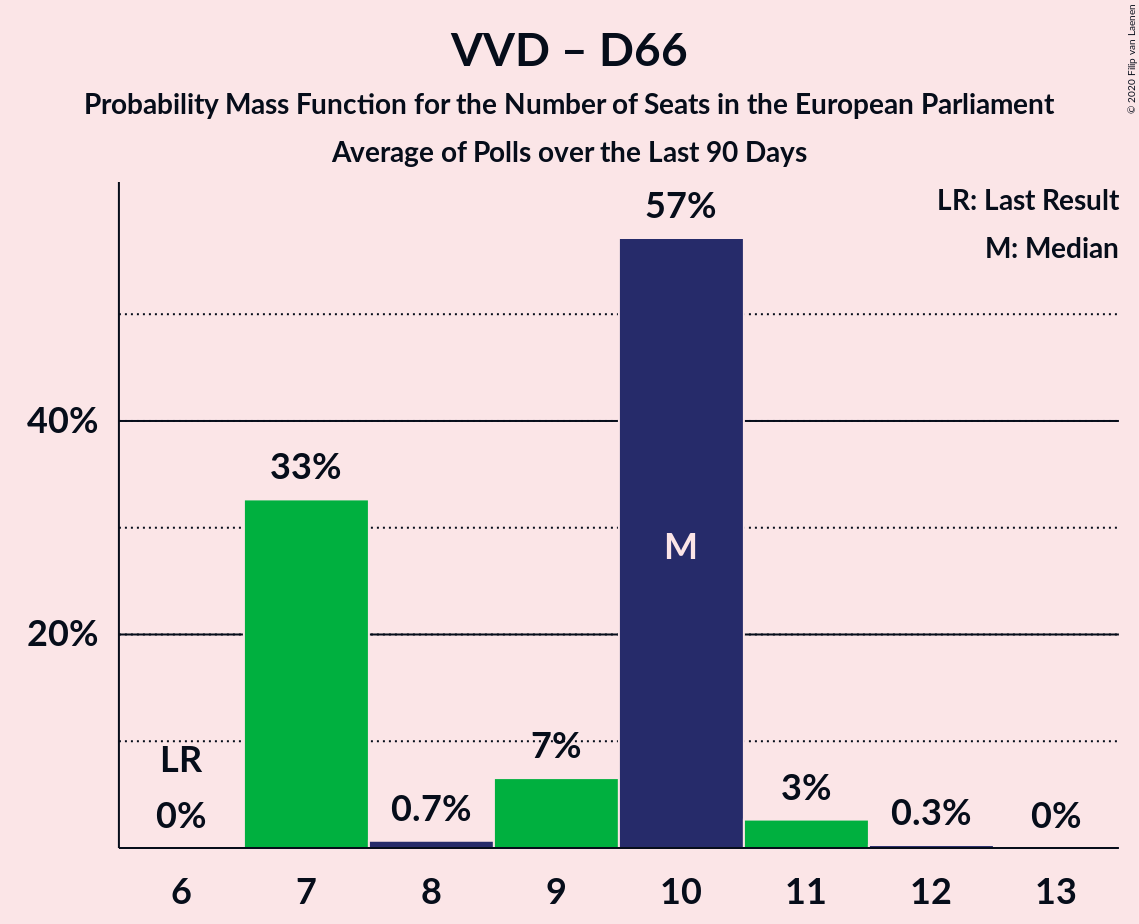 VVD – D66
Probability Mass Function for the Number of Seats in the European Parliament
Average of Polls over the Last 90 Days
© 2020 Filip van Laenen
LR: Last Result
M: Median
57%
40%
33%
M
20%
LR
7%
0%
0.7%
3%
0.3%
0%
6 7 8 9 10 11 12 13